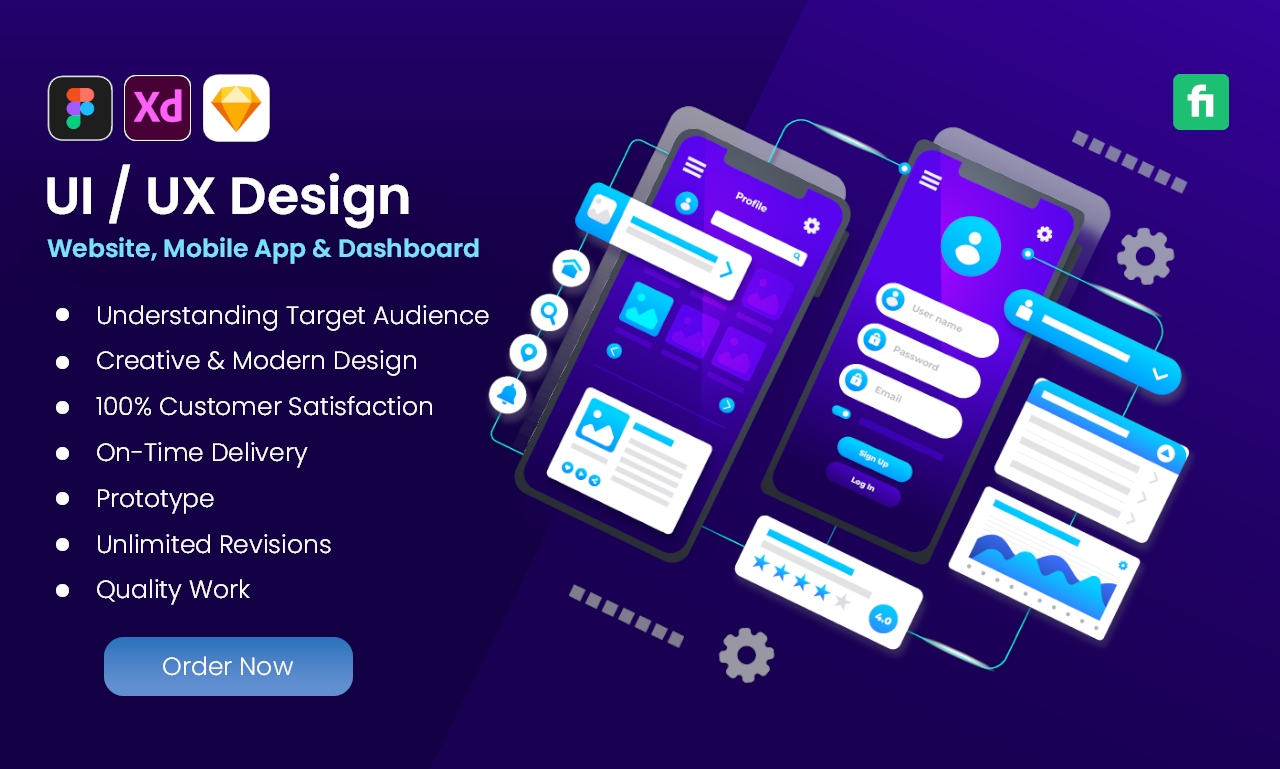 Xd
fi
UI / UX Design
Website, Mobile App & Dashboard
Understanding Target Audience
Creative & Modern Design
100% Customer Satisfaction
On-Time Delivery
Prototype
Unlimited Revisions
Quality Work
Order Now
Profile
User name
Password
Email
Sign Up
Log In
4.0